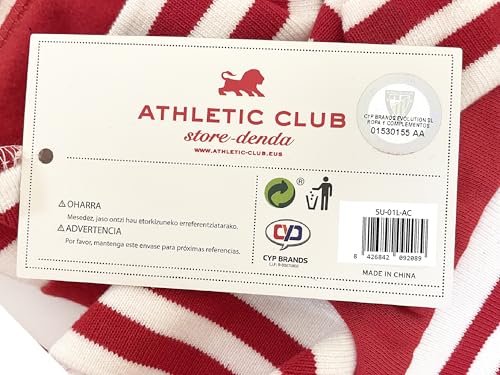 ATHLETIC CLUB
store-denda
WWW.ATHLETIC-CLUB.EUS
CYP BRANDS EVOLUTION SL
ROPA Y COMPLEMENTOS
01530155 AA
⚠OHARRA
Mesedez, jaso ontzi hau etorkizuneko erreferentziatarako.
⚠ADVERTENCIA
Por favor, mantenga este envase para próximas referencias.
CYP
CYP BRANDS
SU-01L-AC
8 426842 092089
MADE IN CHINA